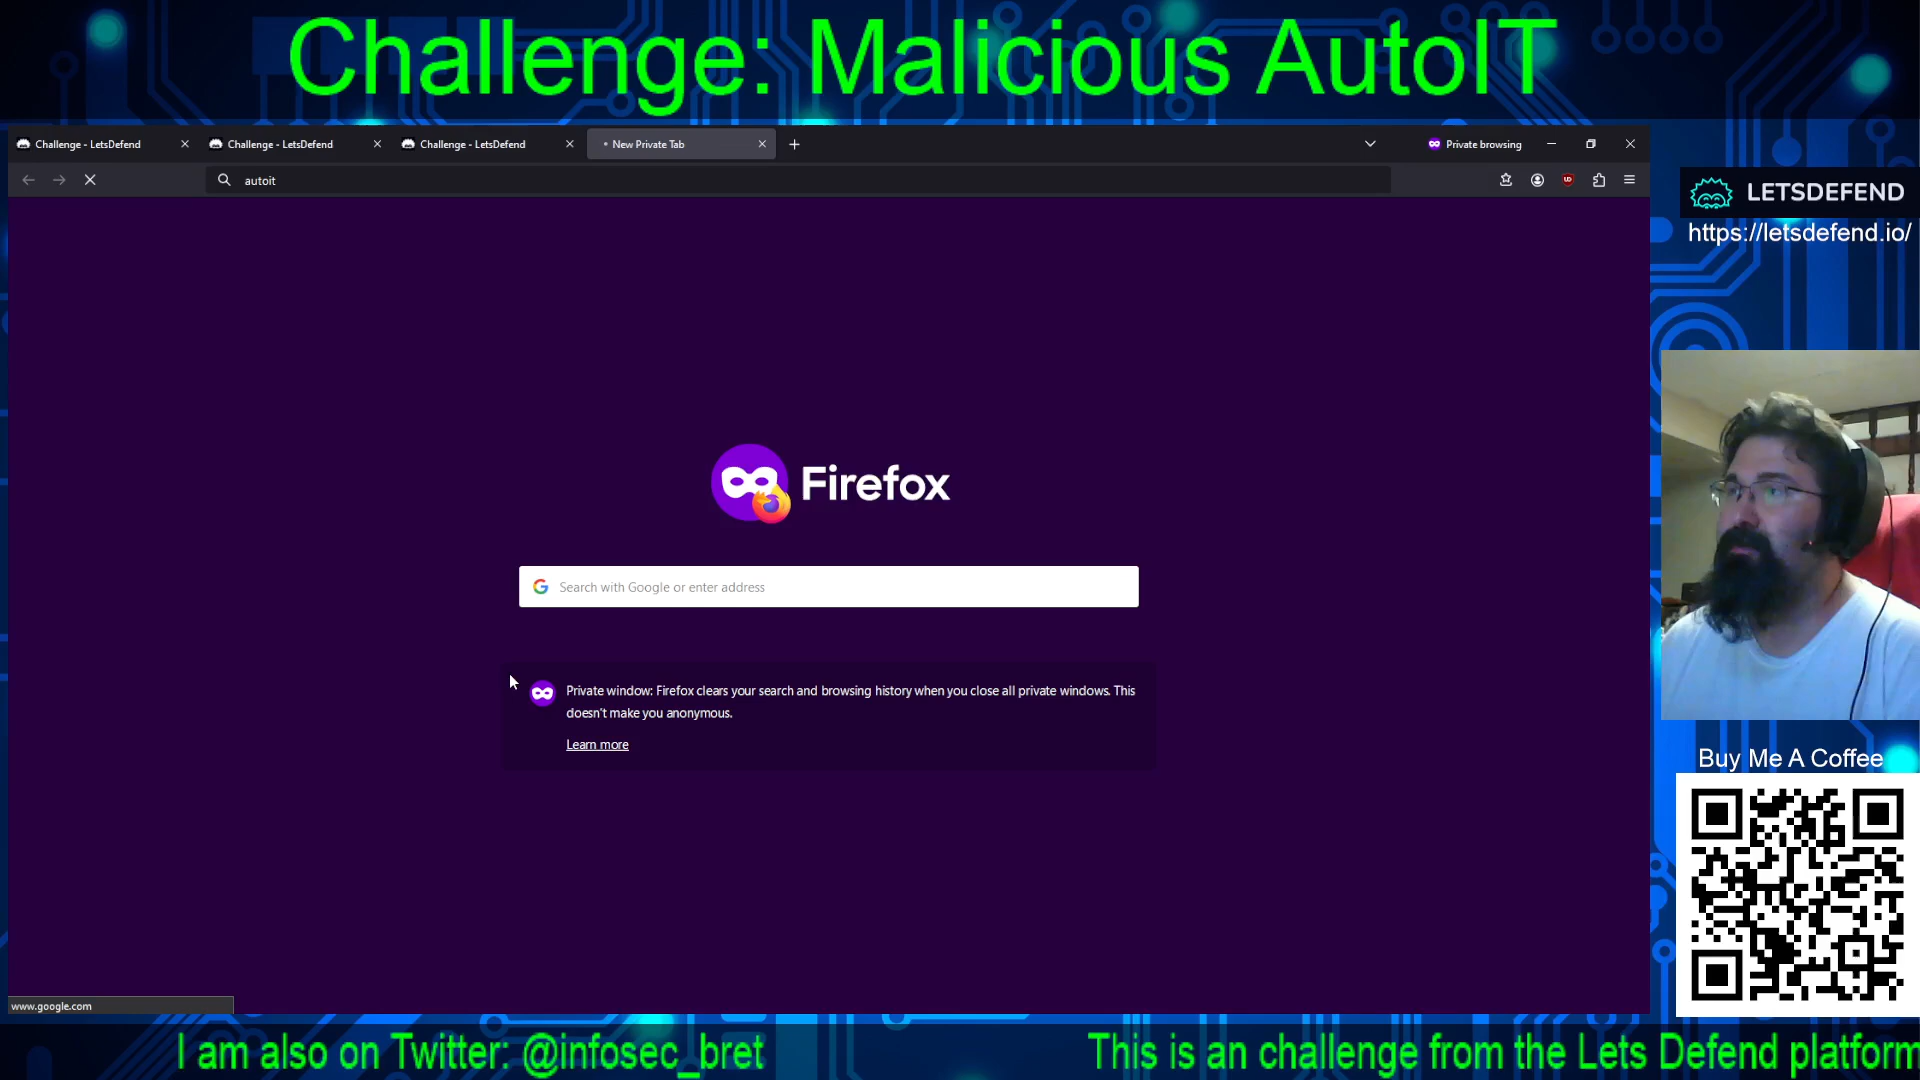 Challenge: Malicious AutoIT
Challenge - LetsDefend
Challenge - LetsDefend
Challenge - LetsDefend
New Private Tab
Private browsing
autoit
LETSDEFEND
https://letsdefend.io/
Firefox
Search with Google or enter address
Private window: Firefox clears your search and browsing history when you close all private windows. This
doesn't make you anonymous.
Learn more
Buy Me A Coffee
www.google.com
I am also on Twitter: @infosec_bret
This is an challenge from the Lets Defend platform